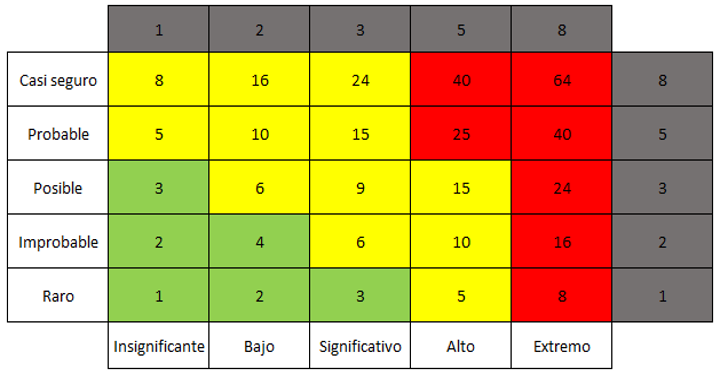 1 2 3 5 8
Casi seguro 8 16 24 40 64 8
Probable 5 10 15 25 40 5
Posible 3 6 9 15 24 3
Improbable 2 4 6 10 16 2
Raro 1 2 3 5 8 1
Insignificante Bajo Significativo Alto Extremo